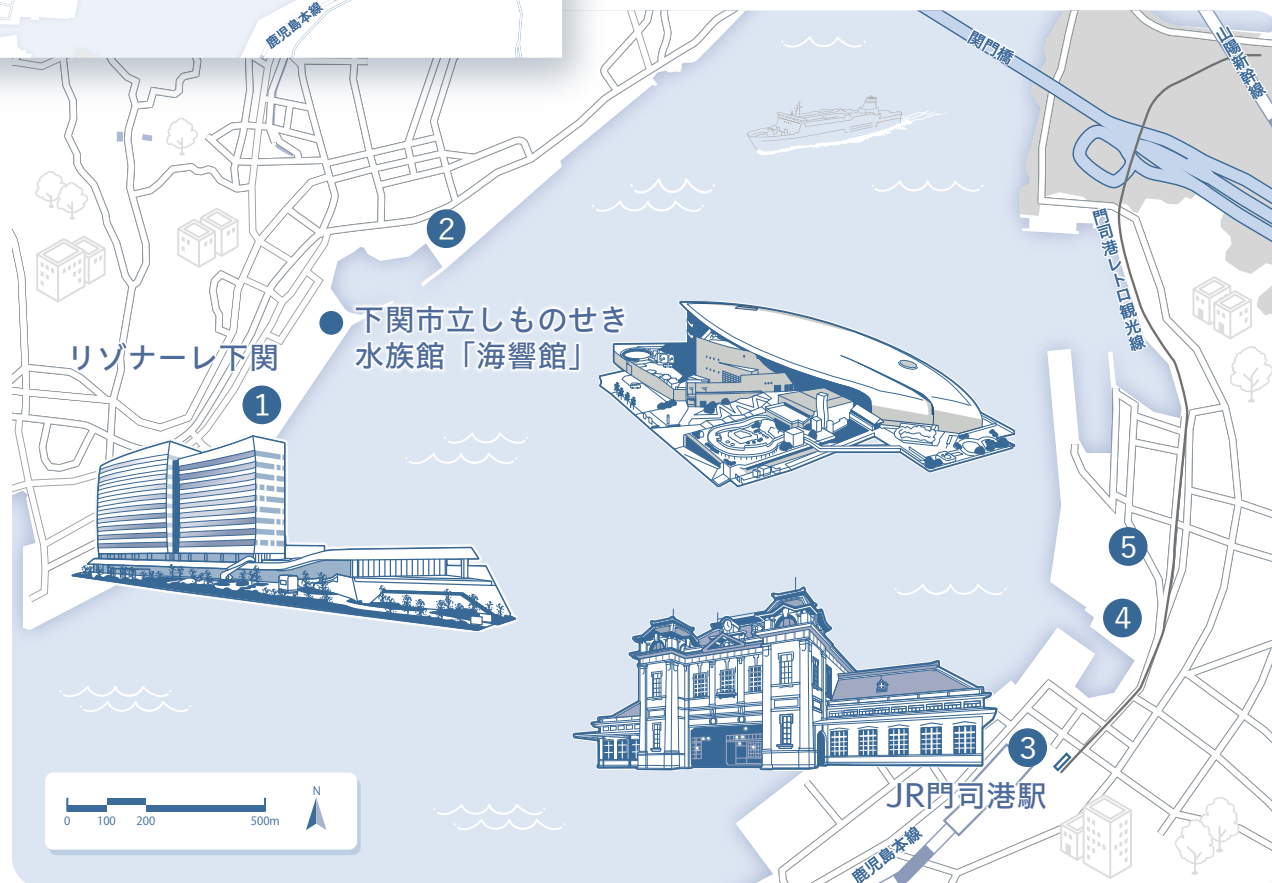 鹿児島本線
関門橋
山陽新幹線
2
門司港レトロ観光線
下関市立しものせき
水族館「海響館」
リゾナーレ下関
1
5
4
3
JR門司港駅
鹿児島本線
0 100 200 500m
N